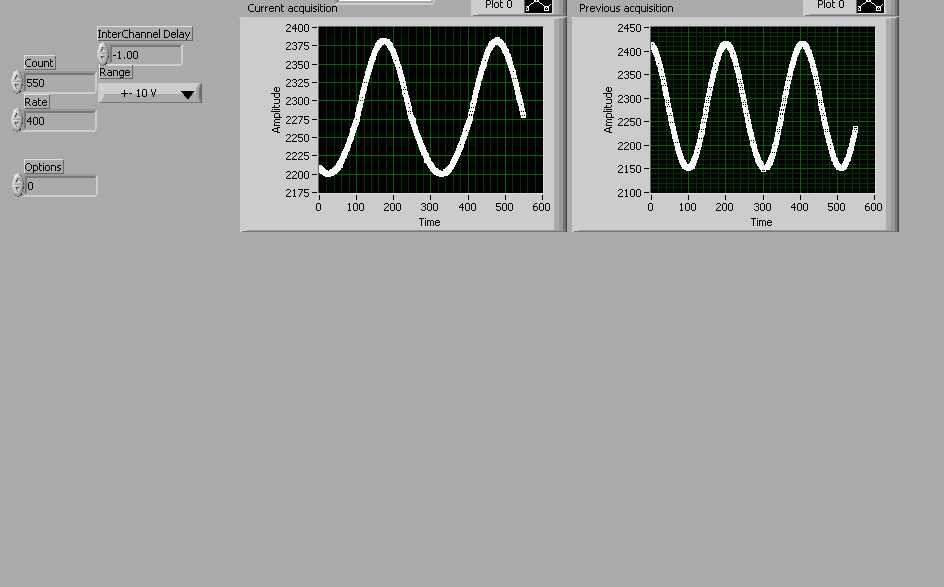 InterChannel Delay
-1.00
Count
550
Range
+- 10 V
Rate
400
Options
0
Current acquisition
Plot 0
2400
2375
2350
2325
2300
2275
2250
2225
2200
2175
Amplitude
0 100 200 300 400 500 600
Time
Previous acquisition
Plot 0
2450
2400
2350
2300
2250
2200
2150
2100
Amplitude
0 100 200 300 400 500 600
Time